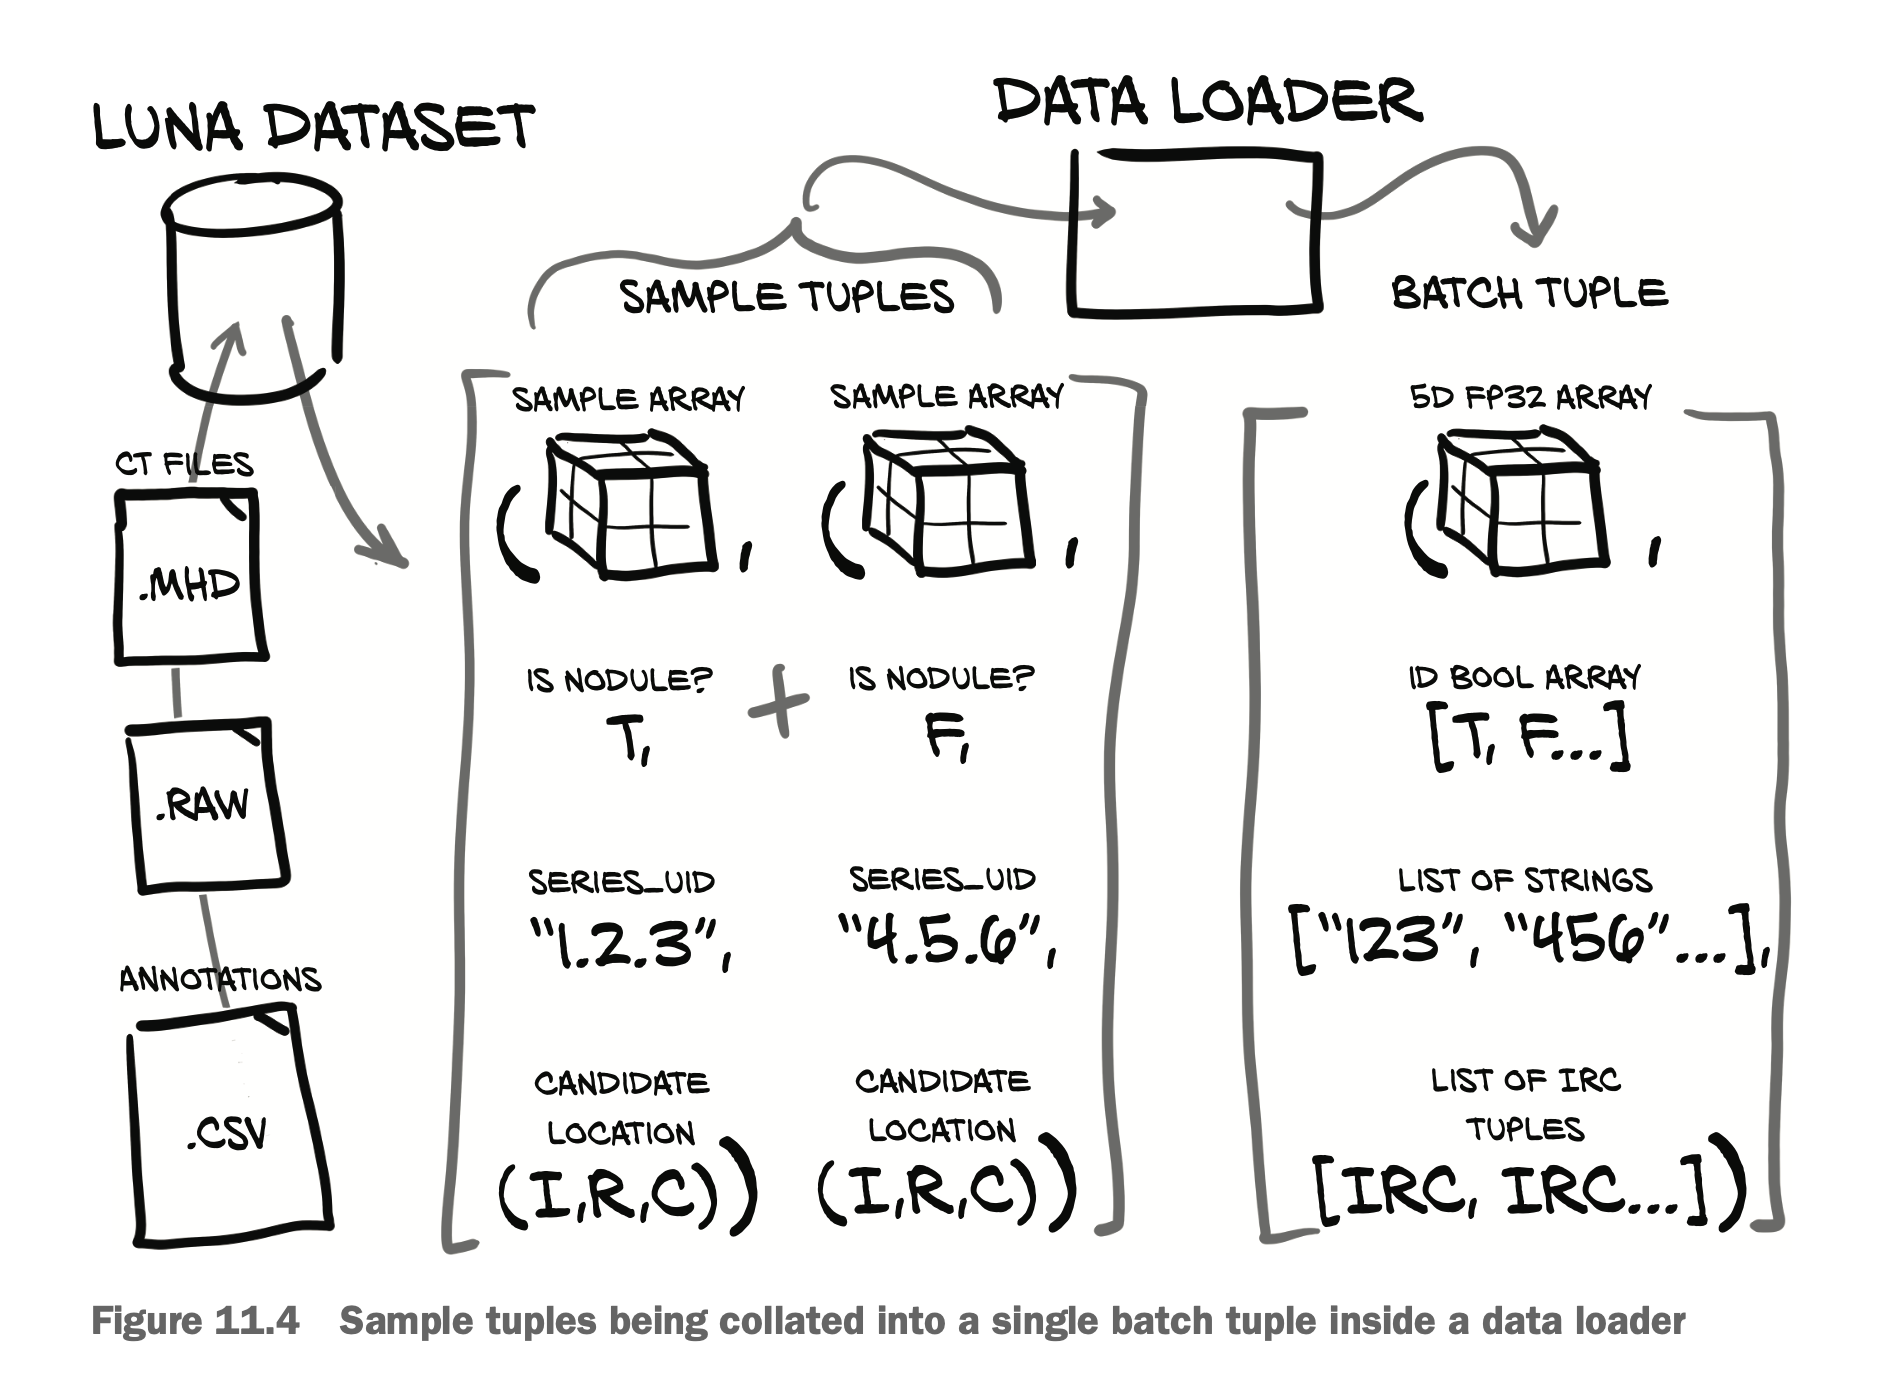 LUNA DATASET
DATA LOADER
SAMPLE TUPLES
BATCH TUPLE
CT FILES
.MHD
.RAW
ANNOTATIONS
.CSV
SAMPLE ARRAY
(        ,
IS NODULE?
T,
SERIES_UID
"1.2.3",
CANDIDATE
LOCATION
(I,R,C))
+
SAMPLE ARRAY
(        ,
IS NODULE?
F,
SERIES_UID
"4.5.6",
CANDIDATE
LOCATION
(I,R,C))
5D FP32 ARRAY
(        ,
1D BOOL ARRAY
[T, F...]
LIST OF STRINGS
["123", "456"...],
LIST OF IRC
TUPLES
[IRC, IRC...])
Figure 11.4 Sample tuples being collated into a single batch tuple inside a data loader